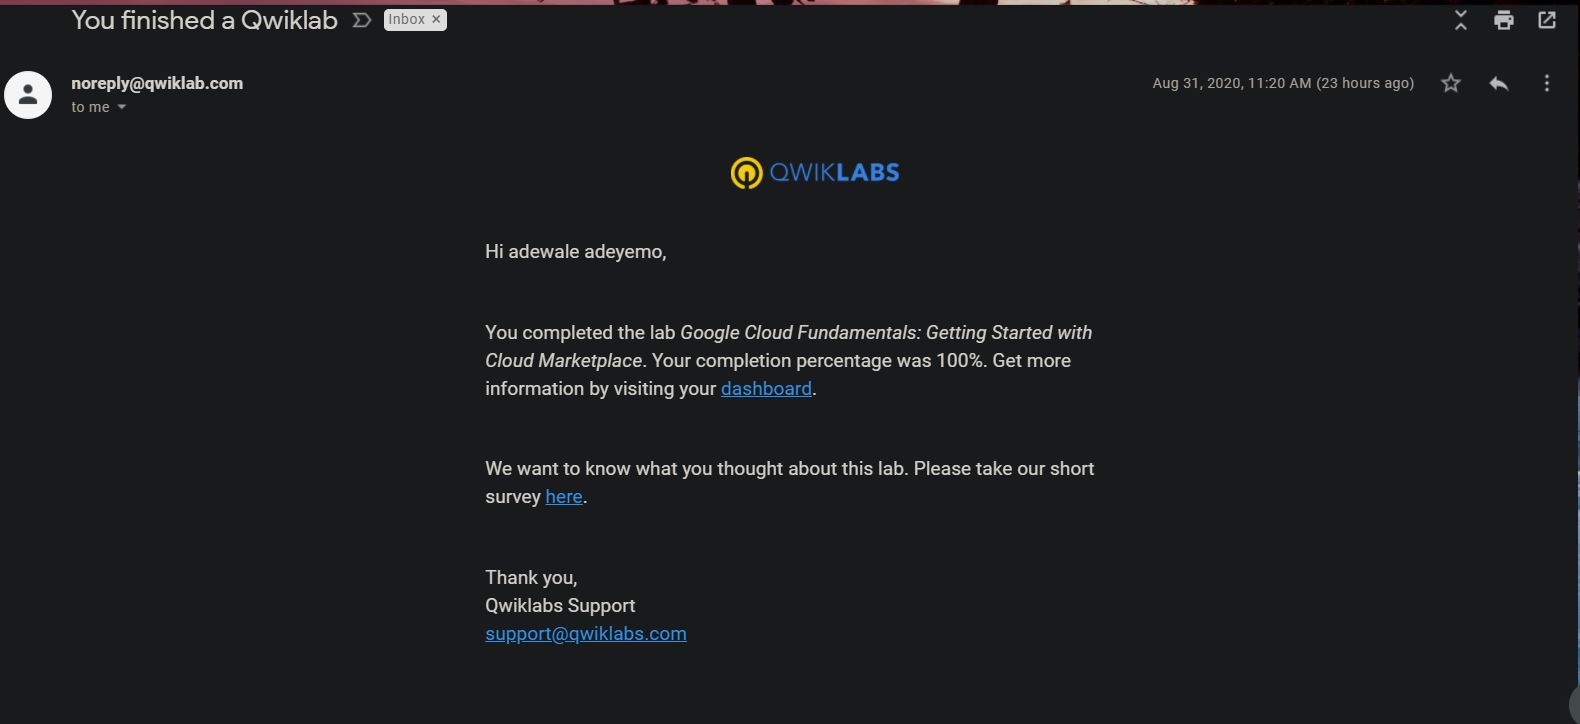 You finished a Qwiklab Inbox ×
noreply@qwiklab.com Aug 31, 2020, 11:20 AM (23 hours ago)
to me
QWIKLABS
Hi adewale adeyemo,
You completed the lab Google Cloud Fundamentals: Getting Started with
Cloud Marketplace. Your completion percentage was 100%. Get more
information by visiting your dashboard.
We want to know what you thought about this lab. Please take our short
survey here.
Thank you,
Qwiklabs Support
support@qwiklabs.com